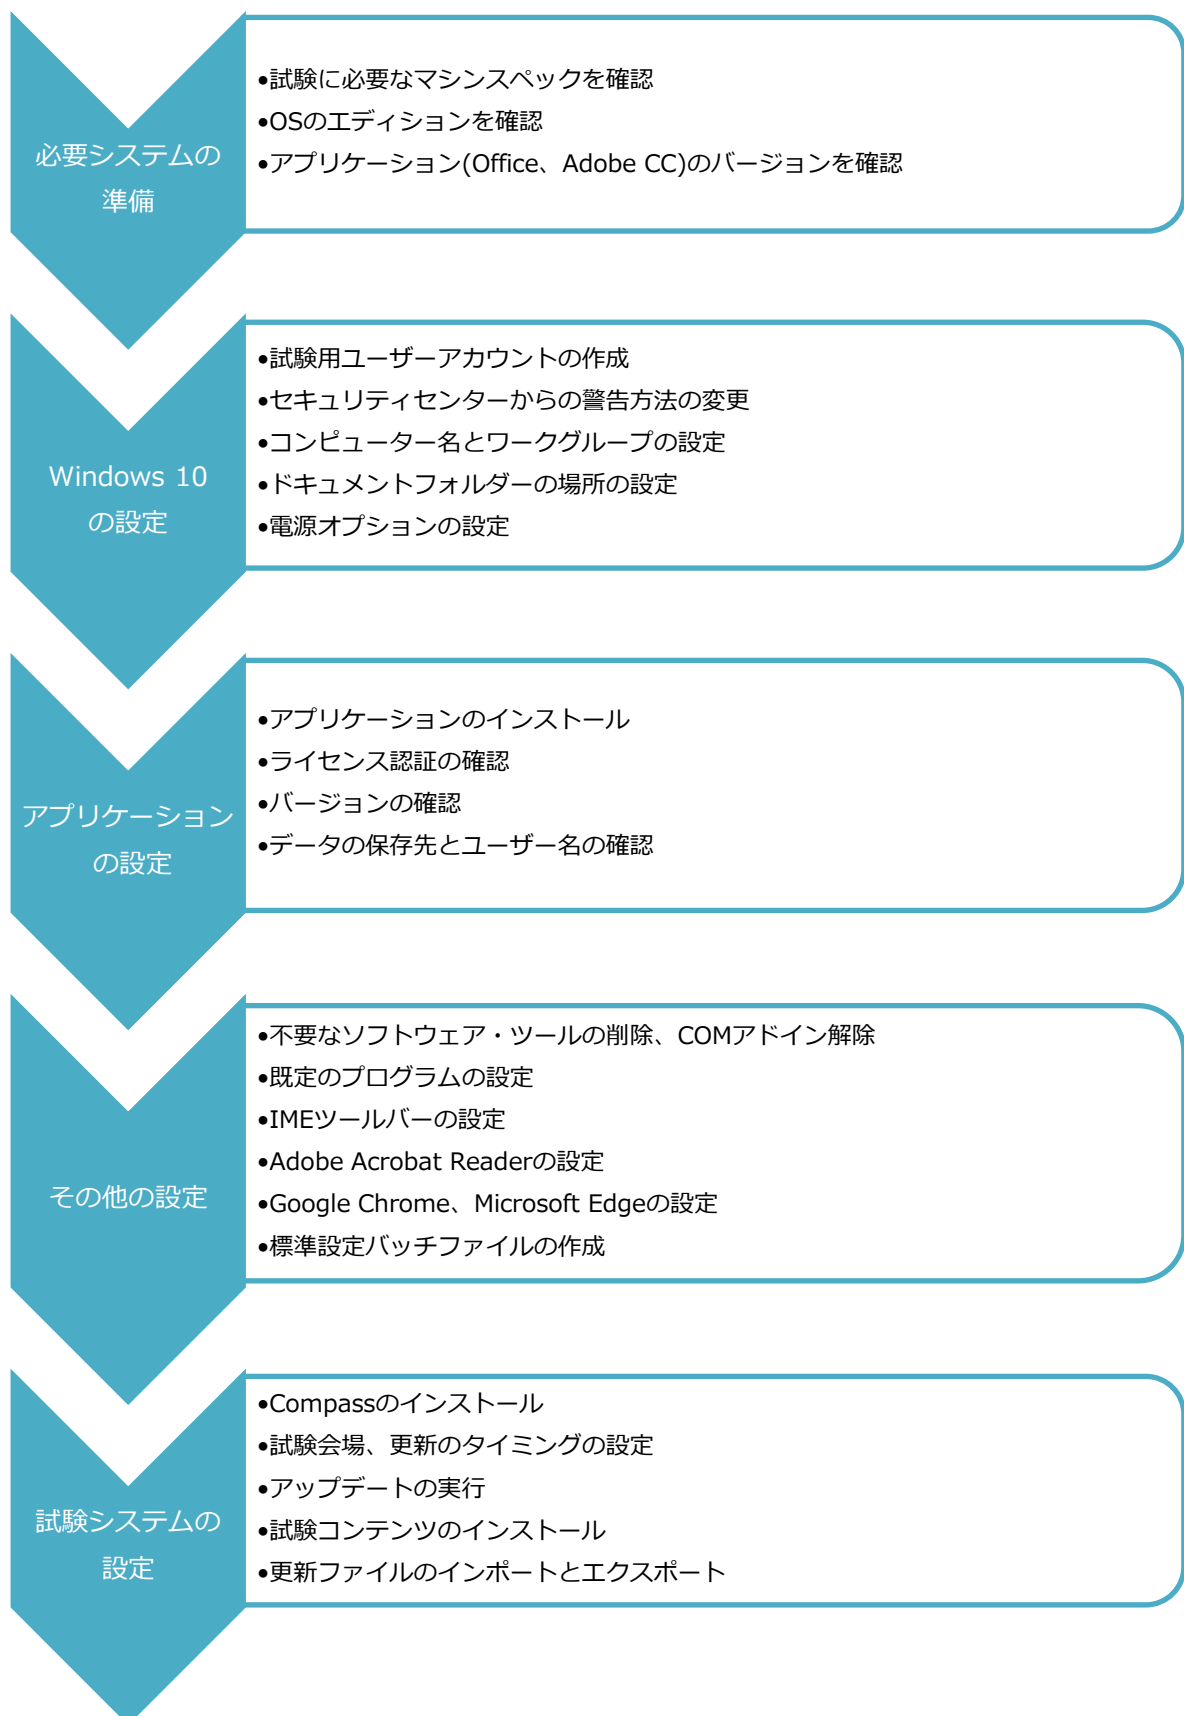 必要システムの
準備
•試験に必要なマシンスペックを確認
•OSのエディションを確認
•アプリケーション(Office、Adobe CC)のバージョンを確認
Windows 10
の設定
•試験用ユーザーアカウントの作成
•セキュリティセンターからの警告方法の変更
•コンピューター名とワークグループの設定
•ドキュメントフォルダーの場所の設定
•電源オプションの設定
アプリケーション
の設定
•アプリケーションのインストール
•ライセンス認証の確認
•バージョンの確認
•データの保存先とユーザー名の確認
その他の設定
•不要なソフトウェア・ツールの削除、COMアドイン解除
•既定のプログラムの設定
•IMEツールバーの設定
•Adobe Acrobat Readerの設定
•Google Chrome、Microsoft Edgeの設定
•標準設定バッチファイルの作成
試験システムの
設定
•Compassのインストール
•試験会場、更新のタイミングの設定
•アップデートの実行
•試験コンテンツのインストール
•更新ファイルのインポートとエクスポート